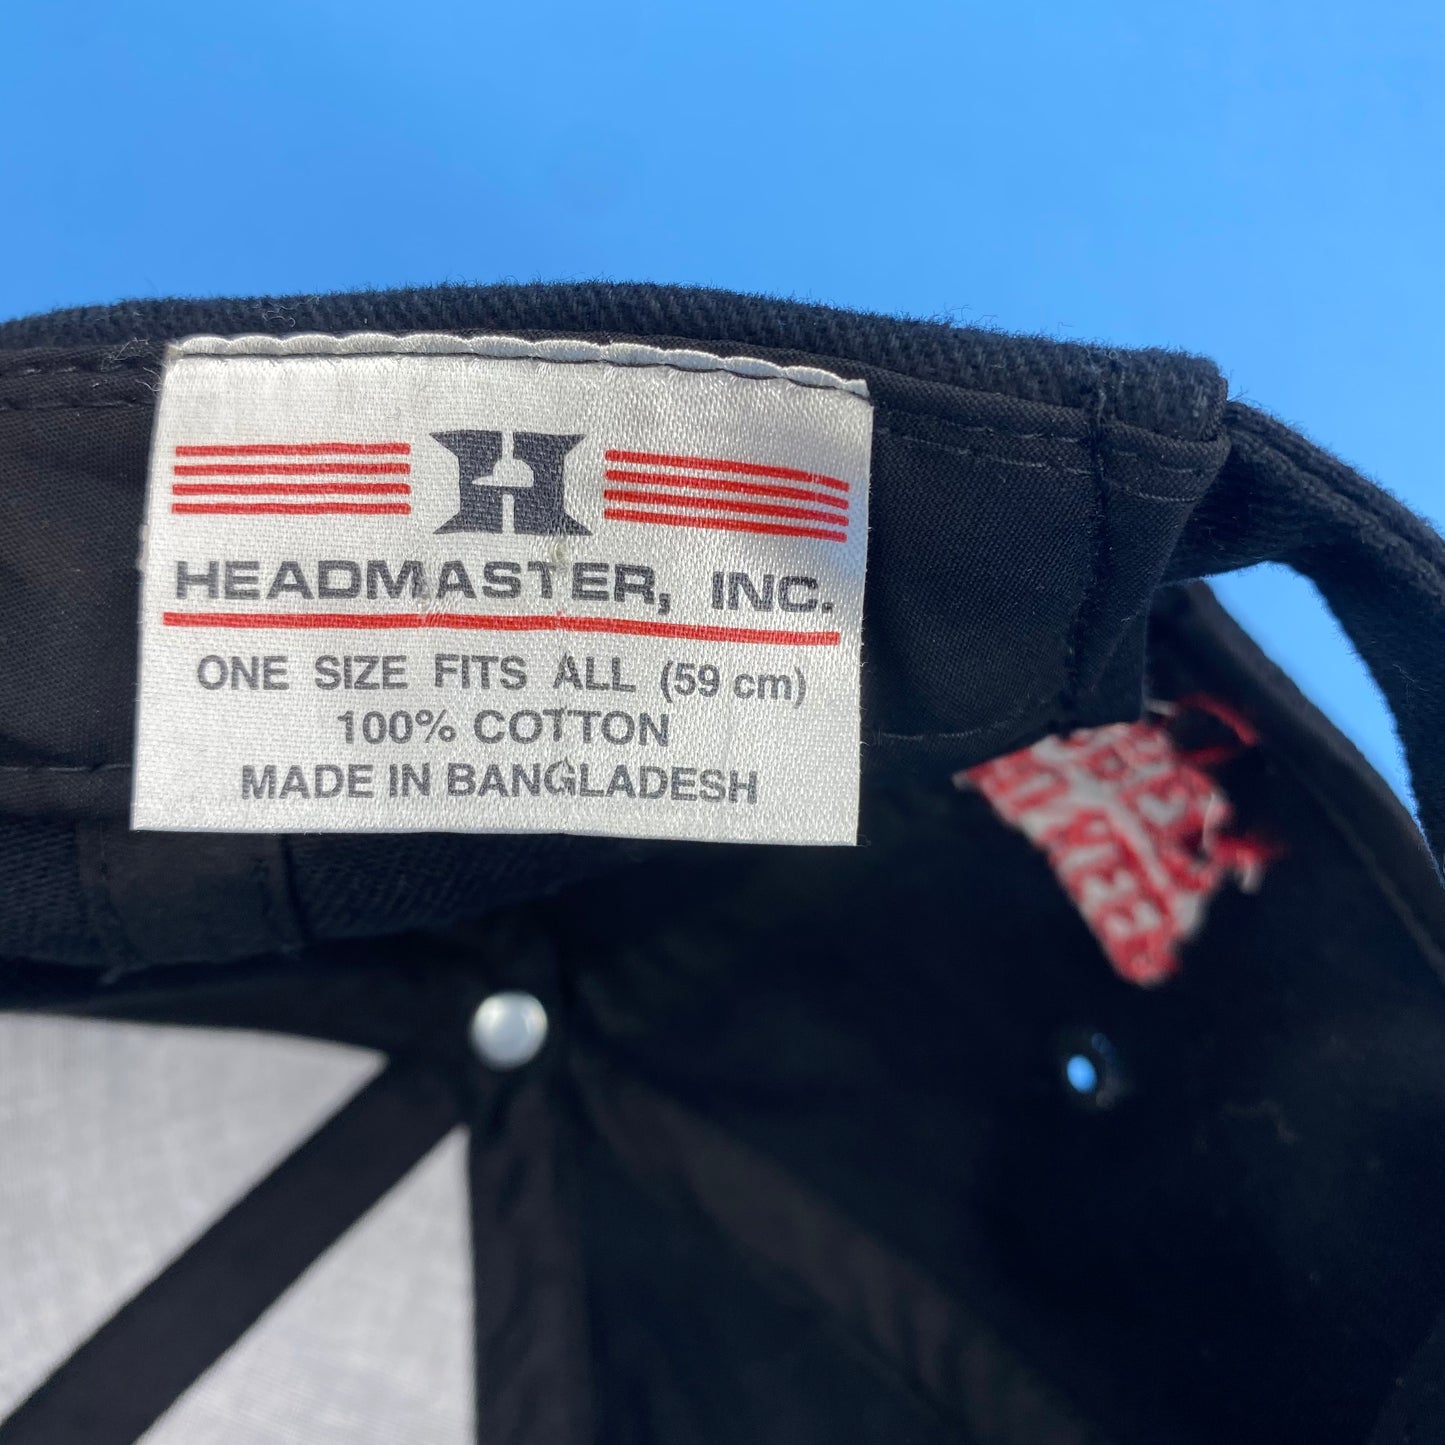 H
HEADMASTER, INC.
ONE SIZE FITS ALL (59 cm)
100% COTTON
MADE IN BANGLADESH